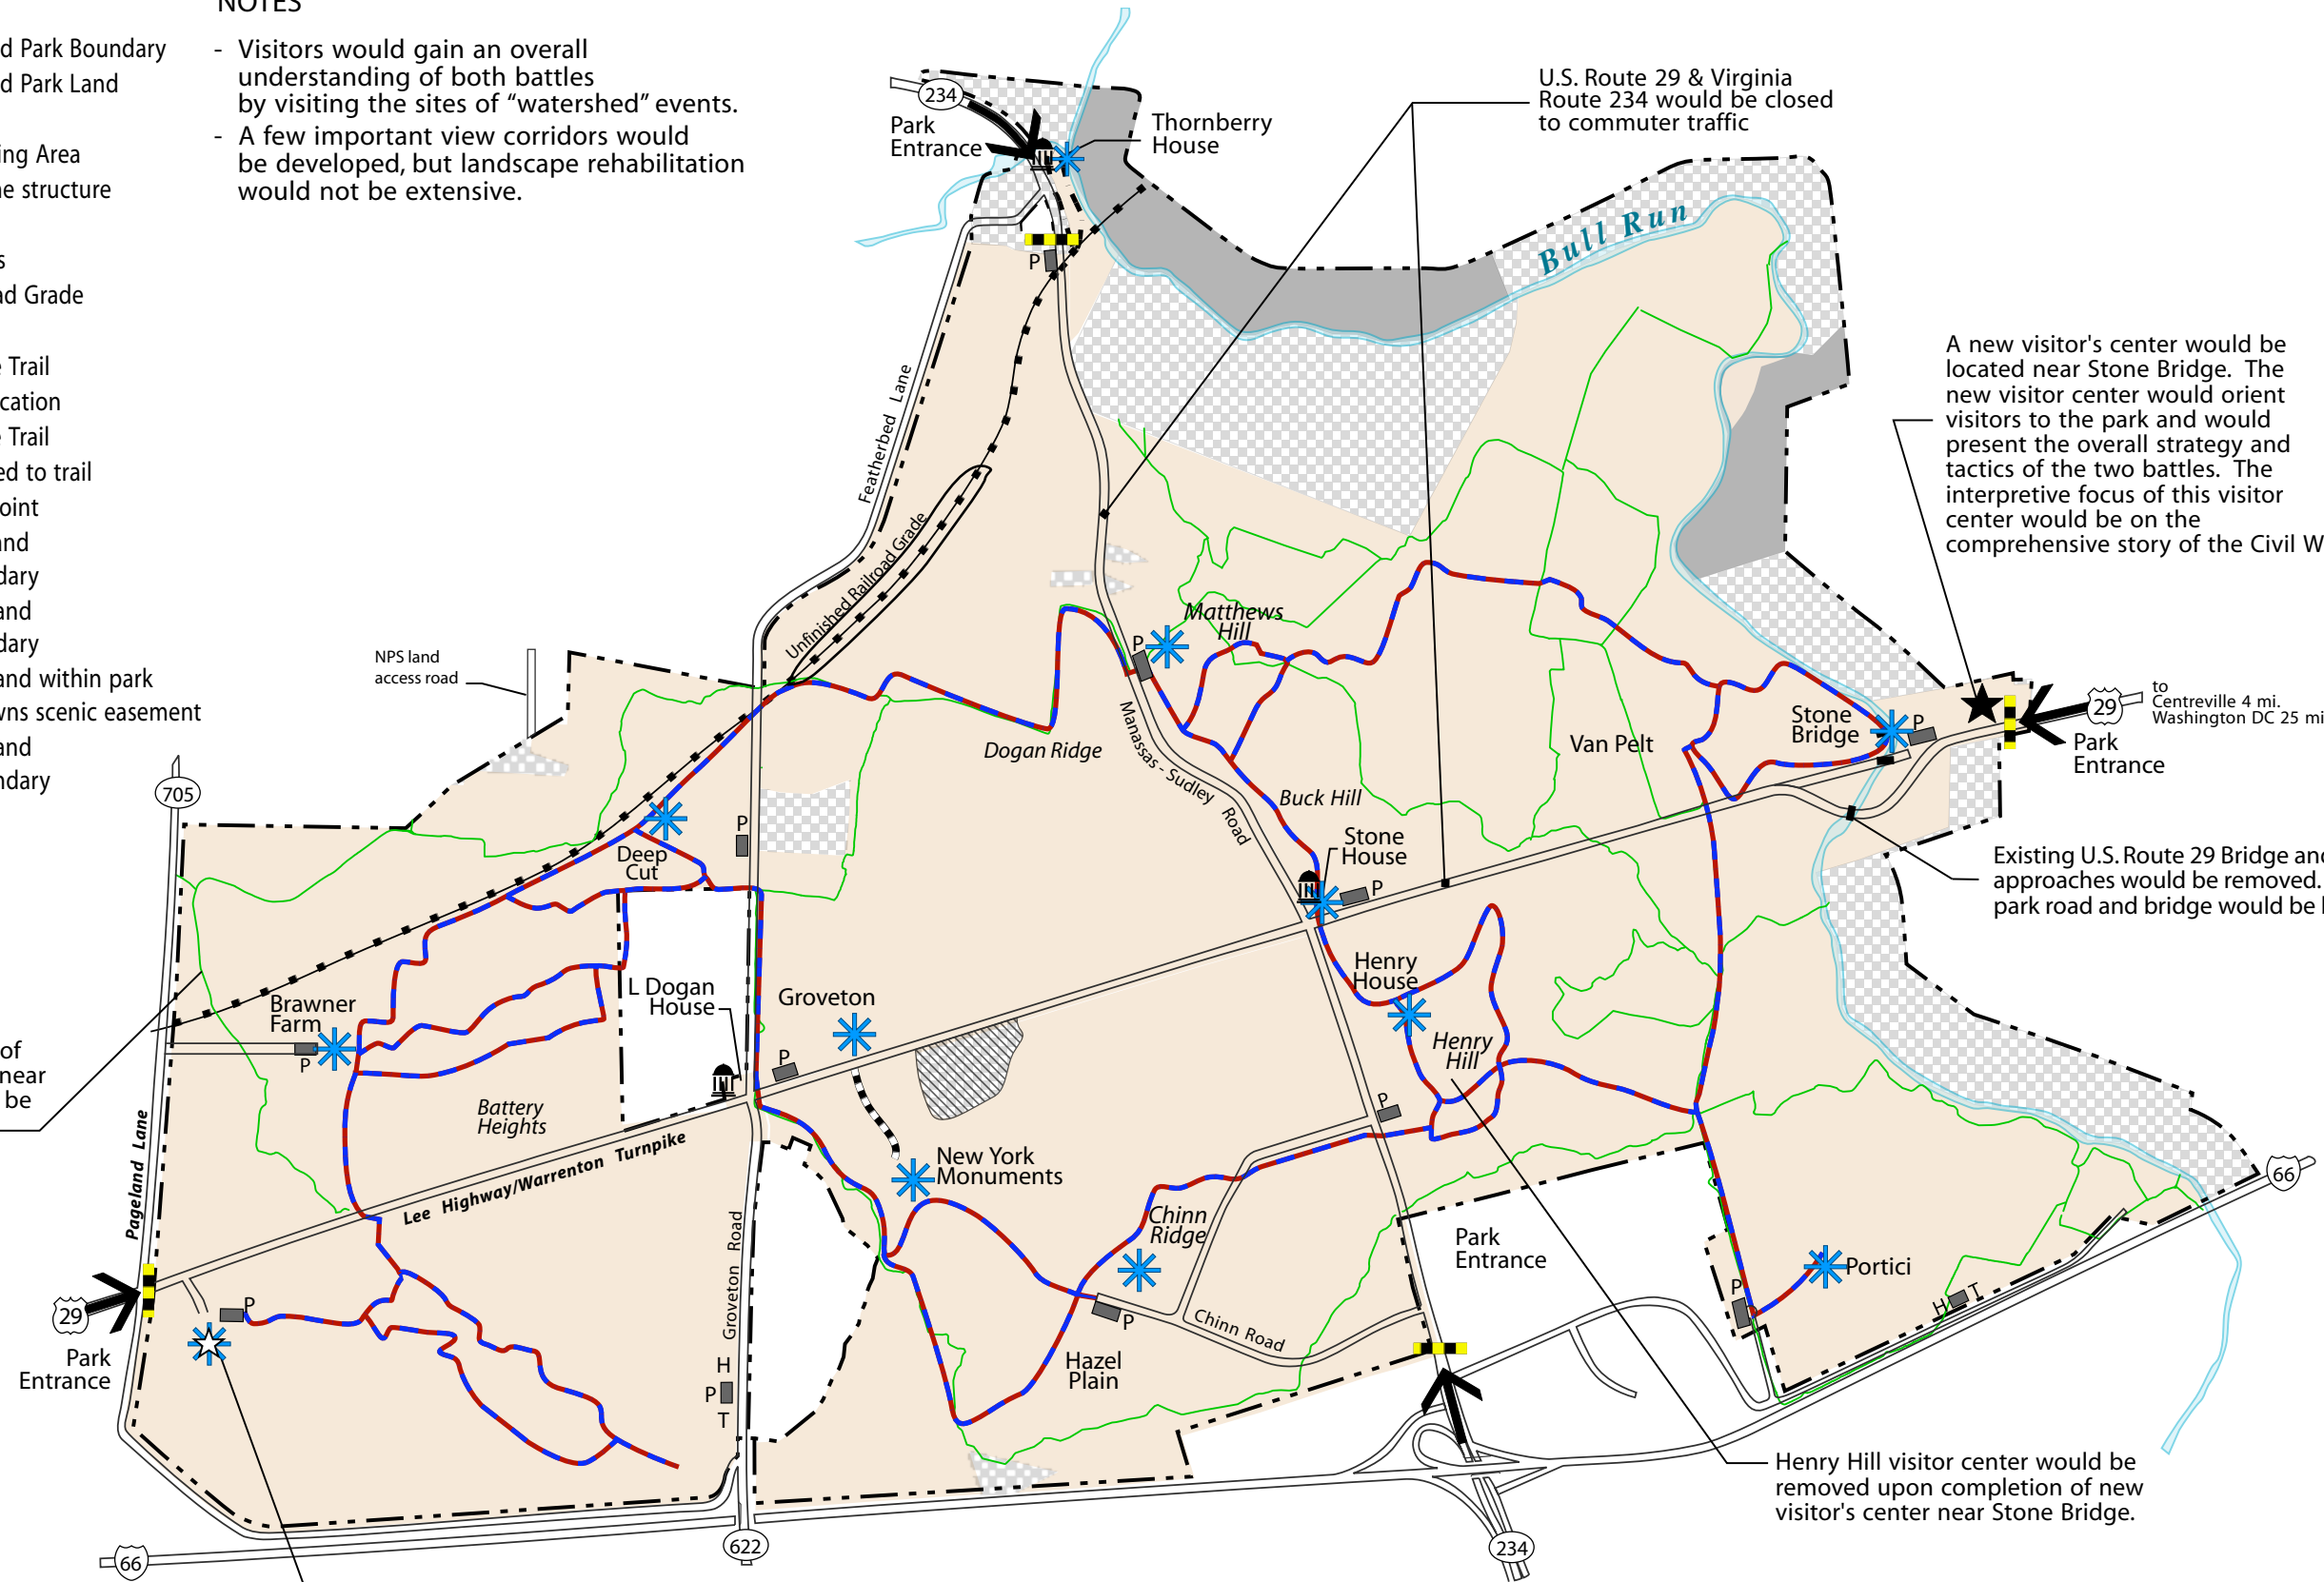 NOTES
- Visitors would gain an overall
understanding of both battles
by visiting the sites of “watershed” events.
- A few important view corridors would
be developed, but landscape rehabilitation
would not be extensive.
d Park Boundary
d Park Land
ing Area
ne structure
s
ad Grade
e Trail
cation
e Trail
ed to trail
oint
and
dary
and
dary
and within park
wns scenic easement
and
ndary
234
Park
Entrance
Thornberry
House
U.S. Route 29 & Virginia
Route 234 would be closed
to commuter traffic
Bull Run
P
Featherbed Lane
Unfinished Railroad Grade
A new visitor's center would be
located near Stone Bridge. The
new visitor center would orient
visitors to the park and would
present the overall strategy and
tactics of the two battles. The
interpretive focus of this visitor
center would be on the
comprehensive story of the Civil W
NPS land
access road
Matthews
Hill
P
Manassas - Sudley Road
Dogan Ridge
Van Pelt
Stone
Bridge
P
29
to
Centreville 4 mi.
Washington DC 25 mi
Park
Entrance
705
Buck Hill
Stone
House
P
Deep
Cut
P
Existing U.S. Route 29 Bridge and
approaches would be removed.
park road and bridge would be
Brawner
Farm
P
L Dogan
House
Groveton
P
Henry
House
Henry
Hill
P
of
near
be
Battery
Heights
Pageland Lane
Lee Highway/Warrenton Turnpike
New York
Monuments
Chinn
Ridge
Park
Entrance
Portici
66
29
Park
Entrance
P
Groveton Road
H
P
T
Hazel
Plain
P
Chinn Road
P
H
T
Henry Hill visitor center would be
removed upon completion of new
visitor's center near Stone Bridge.
66
622
234